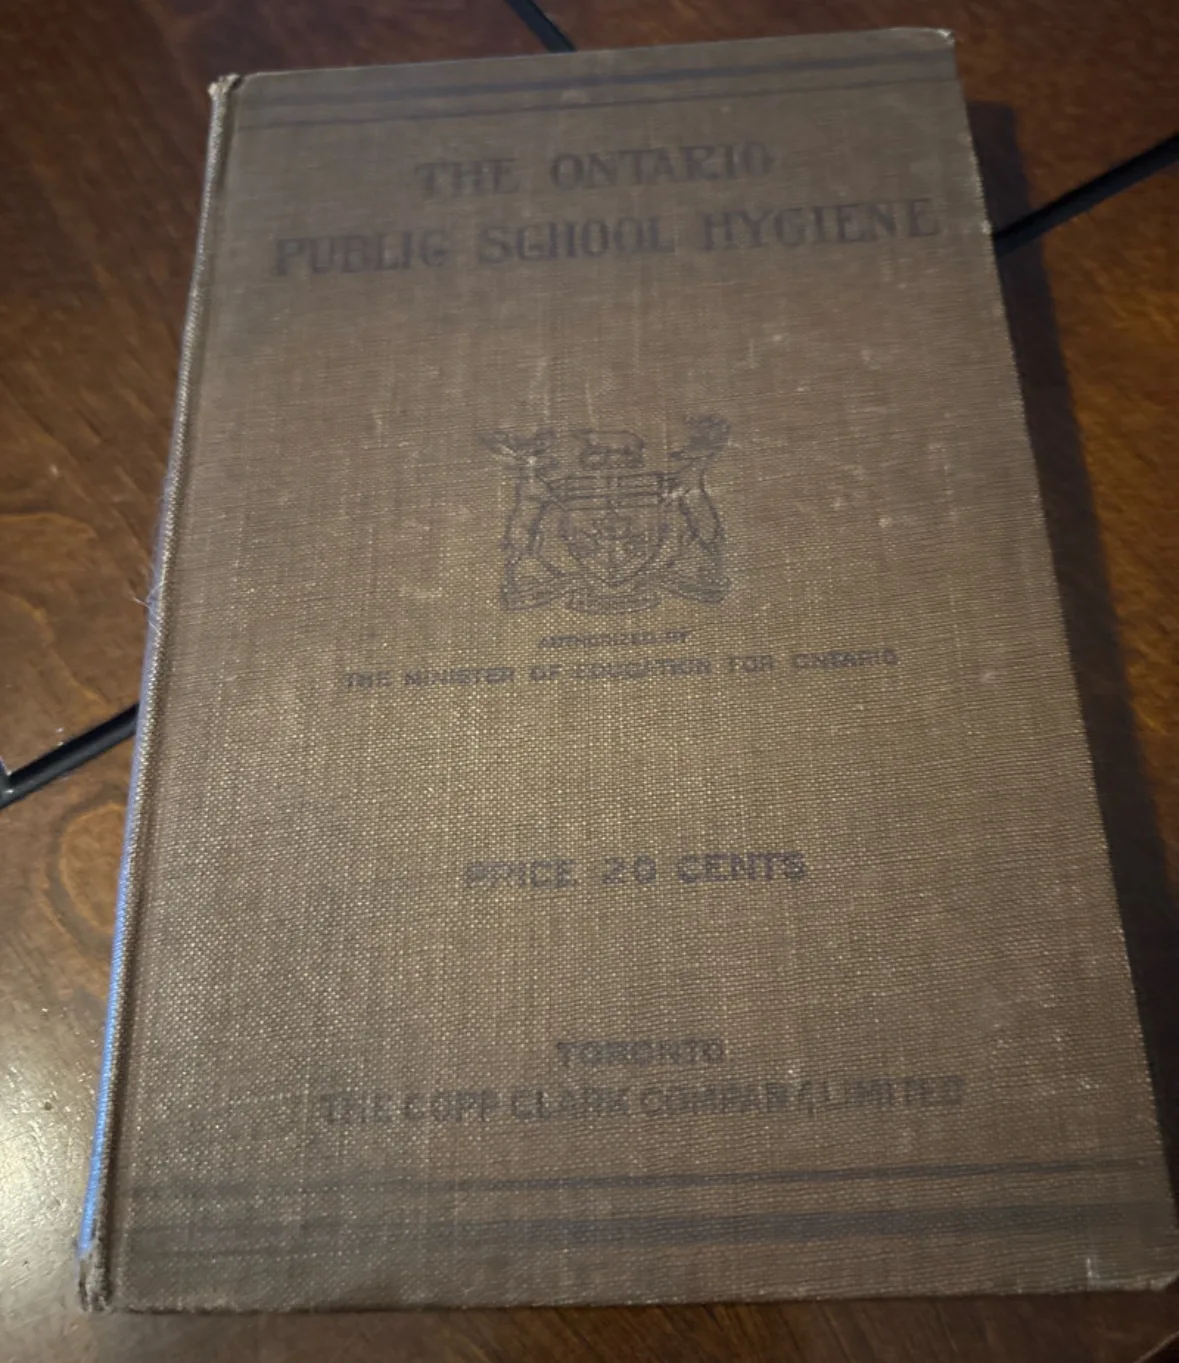 THE ONTARIO
PUBLIC SCHOOL HYGIENE
AUTHORIZED BY
THE MINISTER OF EDUCATION FOR ONTARIO
PRICE 20 CENTS
TORONTO
THE COPP CLARK COMPANY, LIMITED